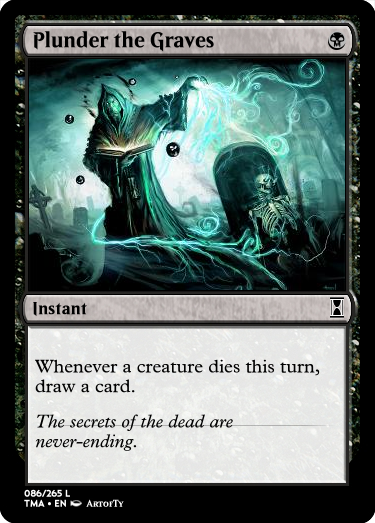 Plunder the Graves
Instant
Whenever a creature dies this turn,
draw a card.
The secrets of the dead are
never-ending.
086/265 L
TMA • EN ArtofTy